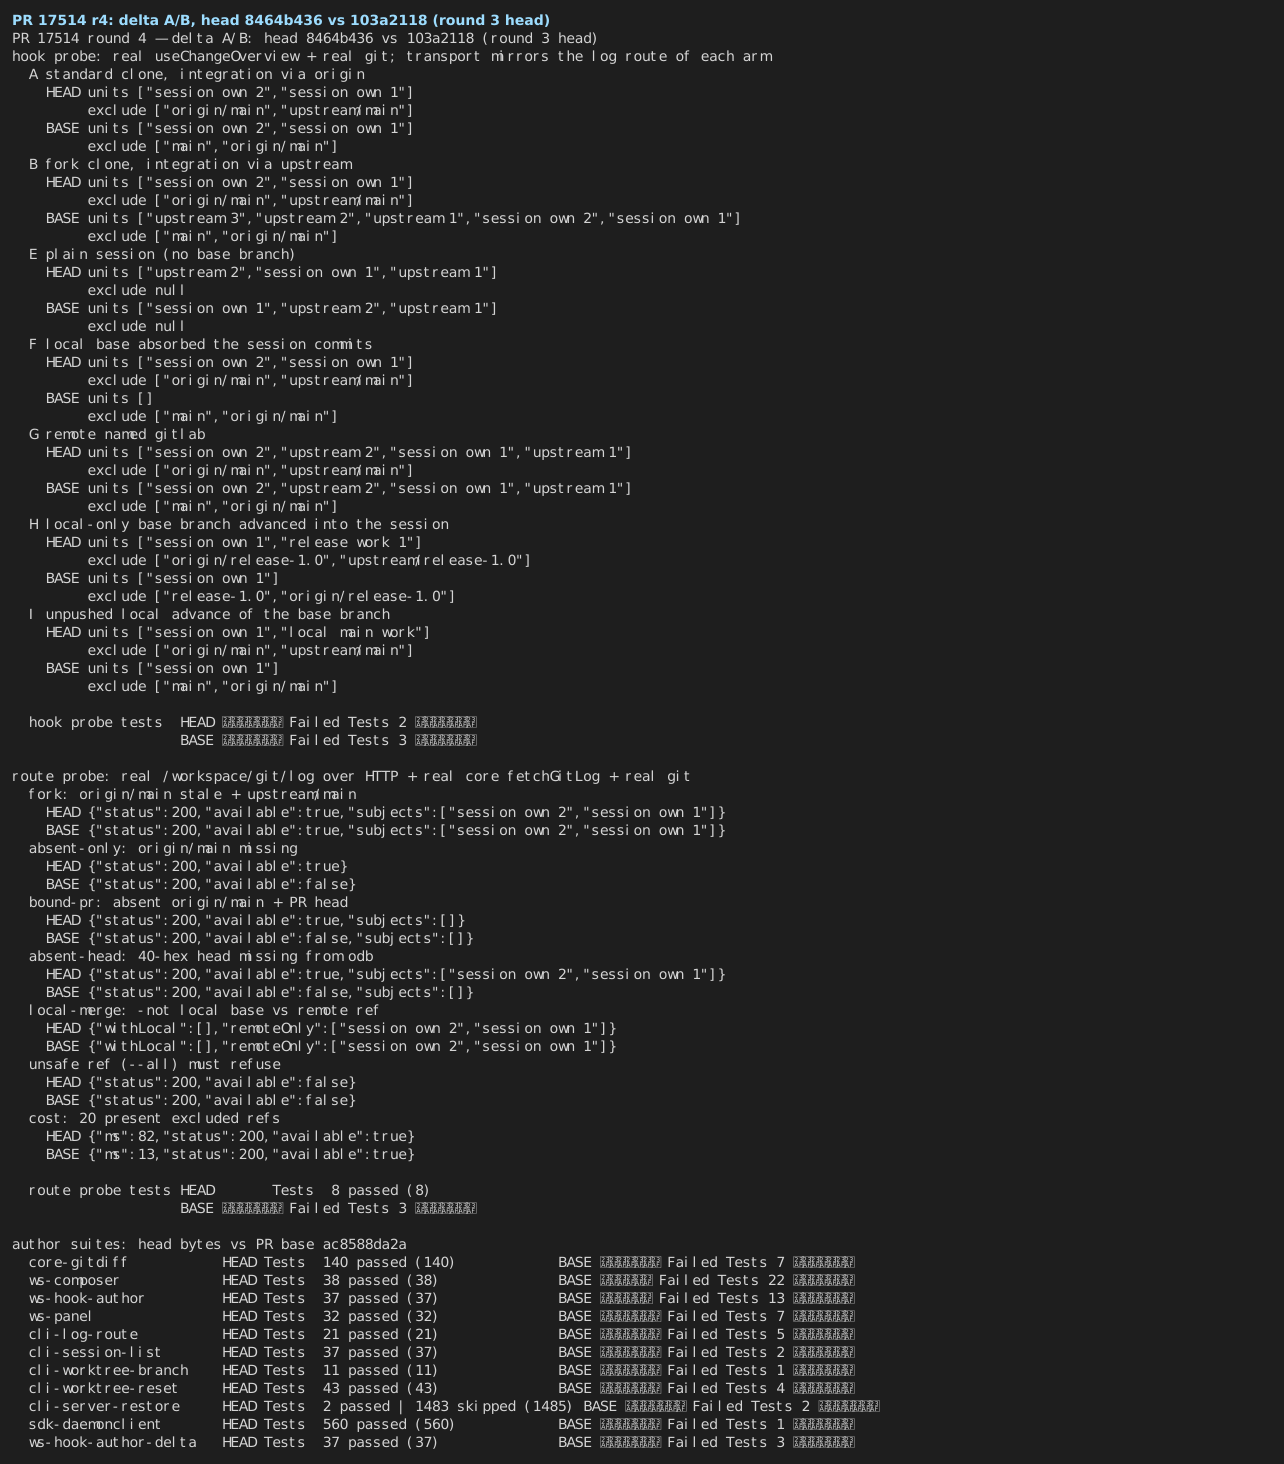 PR 17514 r4: delta A/B, head 8464b436 vs 103a2118 (round 3 head)
PR 17514 round 4 — delta A/B: head 8464b436 vs 103a2118 (round 3 head)
hook probe: real useChangeOverview + real git; transport mirrors the log route of each arm
A standard clone, integration via origin
HEAD units ["session own 2","session own 1"]
exclude ["origin/main","upstream/main"]
BASE units ["session own 2","session own 1"]
exclude ["main","origin/main"]
B fork clone, integration via upstream
HEAD units ["session own 2","session own 1"]
exclude ["origin/main","upstream/main"]
BASE units ["upstream 3","upstream 2","upstream 1","session own 2","session own 1"]
exclude ["main","origin/main"]
E plain session (no base branch)
HEAD units ["upstream 2","session own 1","upstream 1"]
exclude null
BASE units ["session own 1","upstream 2","upstream 1"]
exclude null
F local base absorbed the session commits
HEAD units ["session own 2","session own 1"]
exclude ["origin/main","upstream/main"]
BASE units []
exclude ["main","origin/main"]
G remote named gitlab
HEAD units ["session own 2","upstream 2","session own 1","upstream 1"]
exclude ["origin/main","upstream/main"]
BASE units ["session own 2","upstream 2","session own 1","upstream 1"]
exclude ["main","origin/main"]
H local-only base branch advanced into the session
HEAD units ["session own 1","release work 1"]
exclude ["origin/release-1.0","upstream/release-1.0"]
BASE units ["session own 1"]
exclude ["release-1.0","origin/release-1.0"]
I unpushed local advance of the base branch
HEAD units ["session own 1","local main work"]
exclude ["origin/main","upstream/main"]
BASE units ["session own 1"]
exclude ["main","origin/main"]
hook probe tests HEAD Failed Tests 2
BASE Failed Tests 3
route probe: real /workspace/git/log over HTTP + real core fetchGitLog + real git
fork: origin/main stale + upstream/main
HEAD {"status":200,"available":true,"subjects":["session own 2","session own 1"]}
BASE {"status":200,"available":true,"subjects":["session own 2","session own 1"]}
absent-only: origin/main missing
HEAD {"status":200,"available":true}
BASE {"status":200,"available":false}
bound-pr: absent origin/main + PR head
HEAD {"status":200,"available":true,"subjects":[]}
BASE {"status":200,"available":false,"subjects":[]}
absent-head: 40-hex head missing from odb
HEAD {"status":200,"available":true,"subjects":["session own 2","session own 1"]}
BASE {"status":200,"available":false,"subjects":[]}
local-merge: -not local base vs remote ref
HEAD {"withLocal":[],"remoteOnly":["session own 2","session own 1"]}
BASE {"withLocal":[],"remoteOnly":["session own 2","session own 1"]}
unsafe ref (--all) must refuse
HEAD {"status":200,"available":false}
BASE {"status":200,"available":false}
cost: 20 present excluded refs
HEAD {"ms":82,"status":200,"available":true}
BASE {"ms":13,"status":200,"available":true}
route probe tests HEAD Tests 8 passed (8)
BASE Failed Tests 3
author suites: head bytes vs PR base ac8588da2a
core-gitdiff HEAD Tests 140 passed (140) BASE Failed Tests 7
ws-composer HEAD Tests 38 passed (38) BASE Failed Tests 22
ws-hook-author HEAD Tests 37 passed (37) BASE Failed Tests 13
ws-panel HEAD Tests 32 passed (32) BASE Failed Tests 7
cli-log-route HEAD Tests 21 passed (21) BASE Failed Tests 5
cli-session-list HEAD Tests 37 passed (37) BASE Failed Tests 2
cli-worktree-branch HEAD Tests 11 passed (11) BASE Failed Tests 1
cli-worktree-reset HEAD Tests 43 passed (43) BASE Failed Tests 4
cli-server-restore HEAD Tests 2 passed | 1483 skipped (1485) BASE Failed Tests 2
sdk-daemonclient HEAD Tests 560 passed (560) BASE Failed Tests 1
ws-hook-author-delta HEAD Tests 37 passed (37) BASE Failed Tests 3